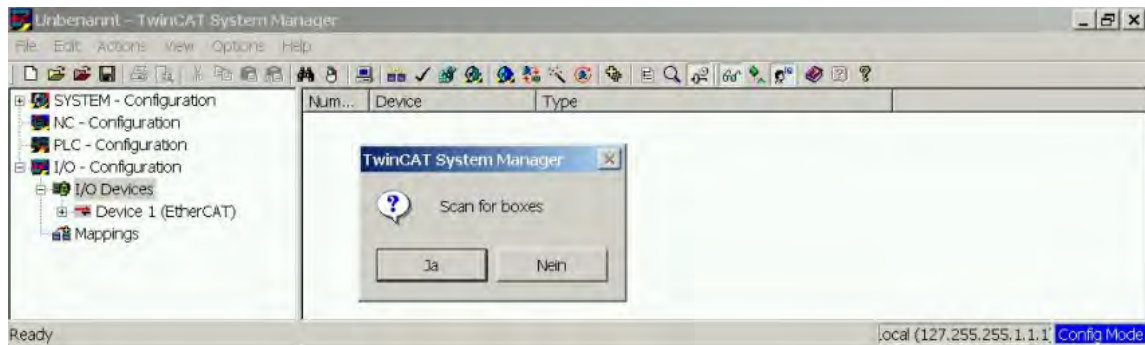 Unbenannt - TwinCAT System Manager
File Edit Actions View Options Help
SYSTEM - Configuration
NC - Configuration
PLC - Configuration
I/O - Configuration
I/O Devices
Device 1 (EtherCAT)
Mappings
Num... Device Type
TwinCAT System Manager
Scan for boxes
Ja Nein
Ready
.ocal (127.255.255.1.1.1) Config Mode